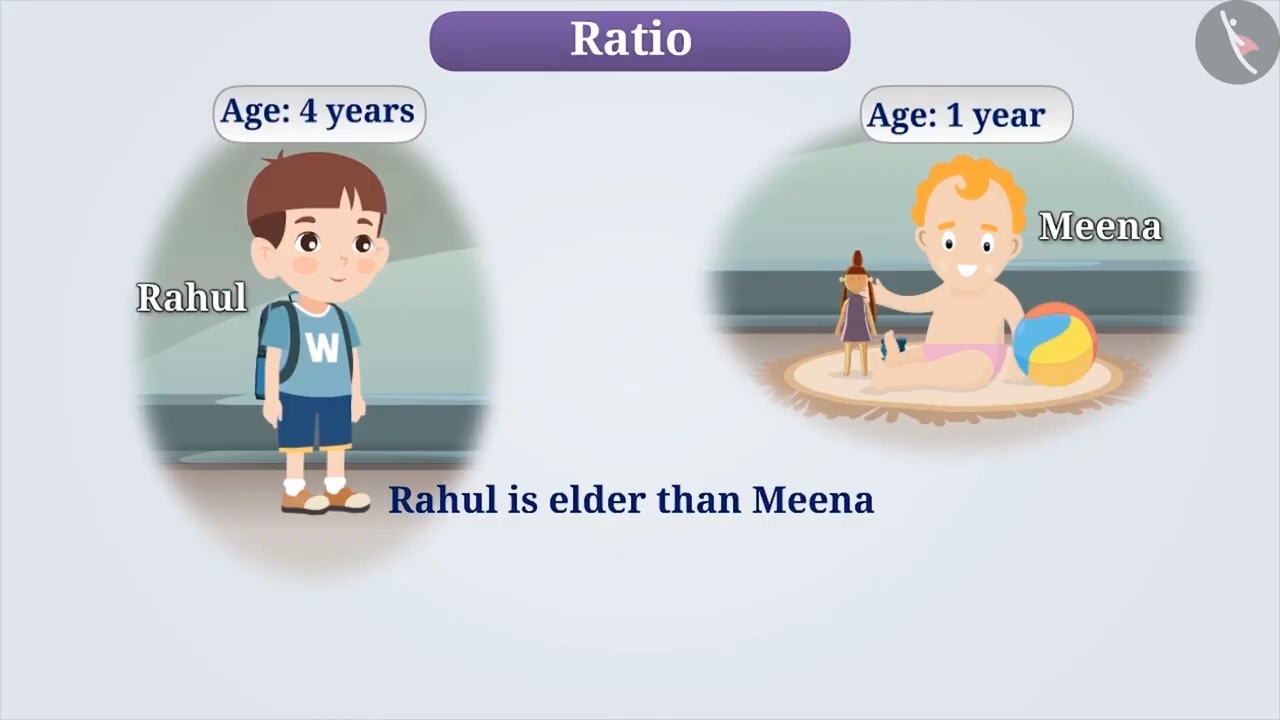 Ratio
Age: 4 years
Age: 1 year
Meena
Rahul
W
Rahul is elder than Meena